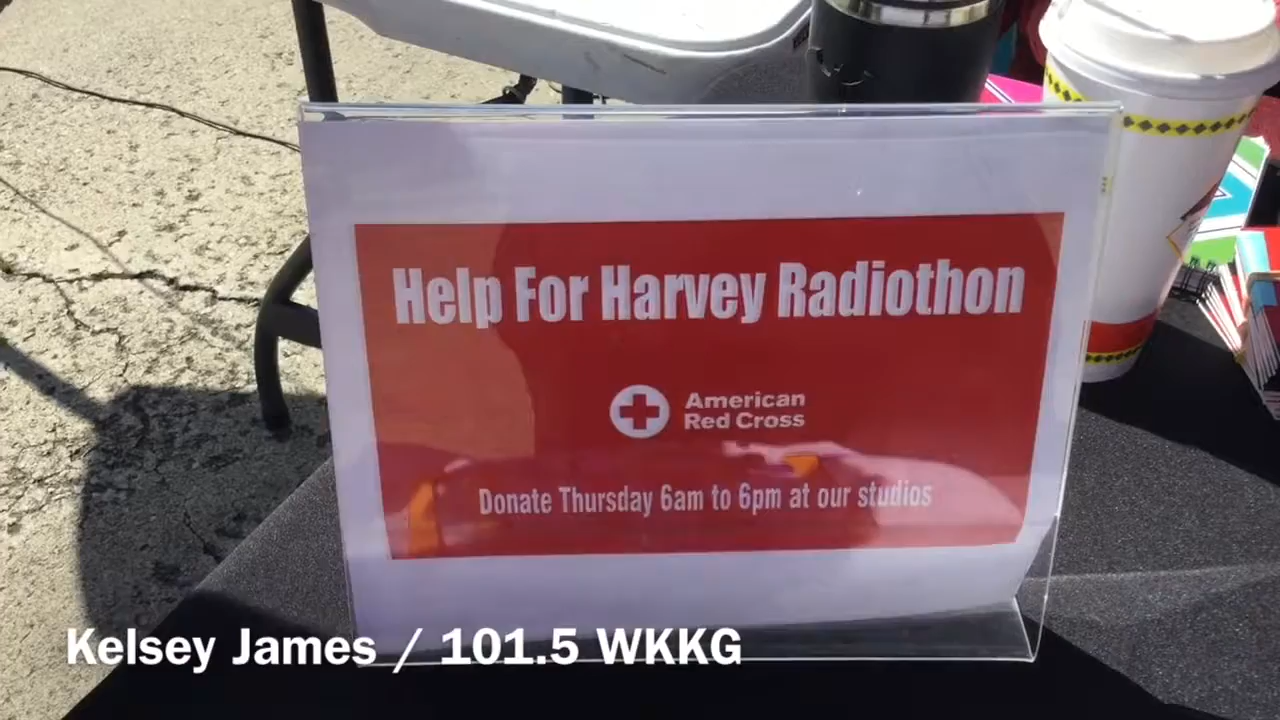 Help For Harvey Radiothon
American
Red Cross
Donate Thursday 6am to 6pm at our studios
Kelsey James / 101.5 WKKG